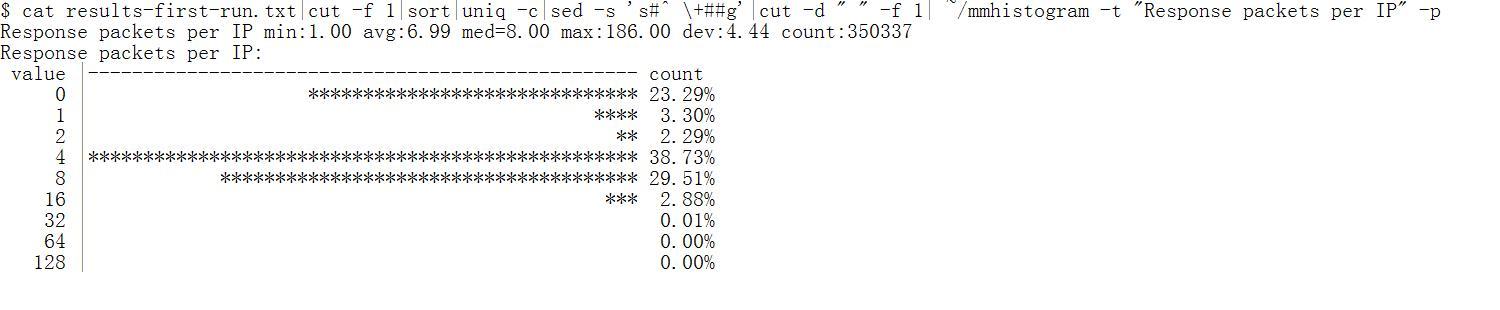 $ cat results-first-run.txt|cut -f 1|sort|uniq -c|sed -s 's#^ \+##g'|cut -d " " -f 1| ~/mmhistogram -t "Response packets per IP" -p
Response packets per IP min:1.00 avg:6.99 med=8.00 max:186.00 dev:4.44 count:350337
Response packets per IP:
value |-------------------------------------------------- count
0 | ****************************** 23.29%
1 | **** 3.30%
2 | ** 2.29%
4 |************************************************** 38.73%
8 | ************************************** 29.51%
16 | *** 2.88%
32 | 0.01%
64 | 0.00%
128 | 0.00%